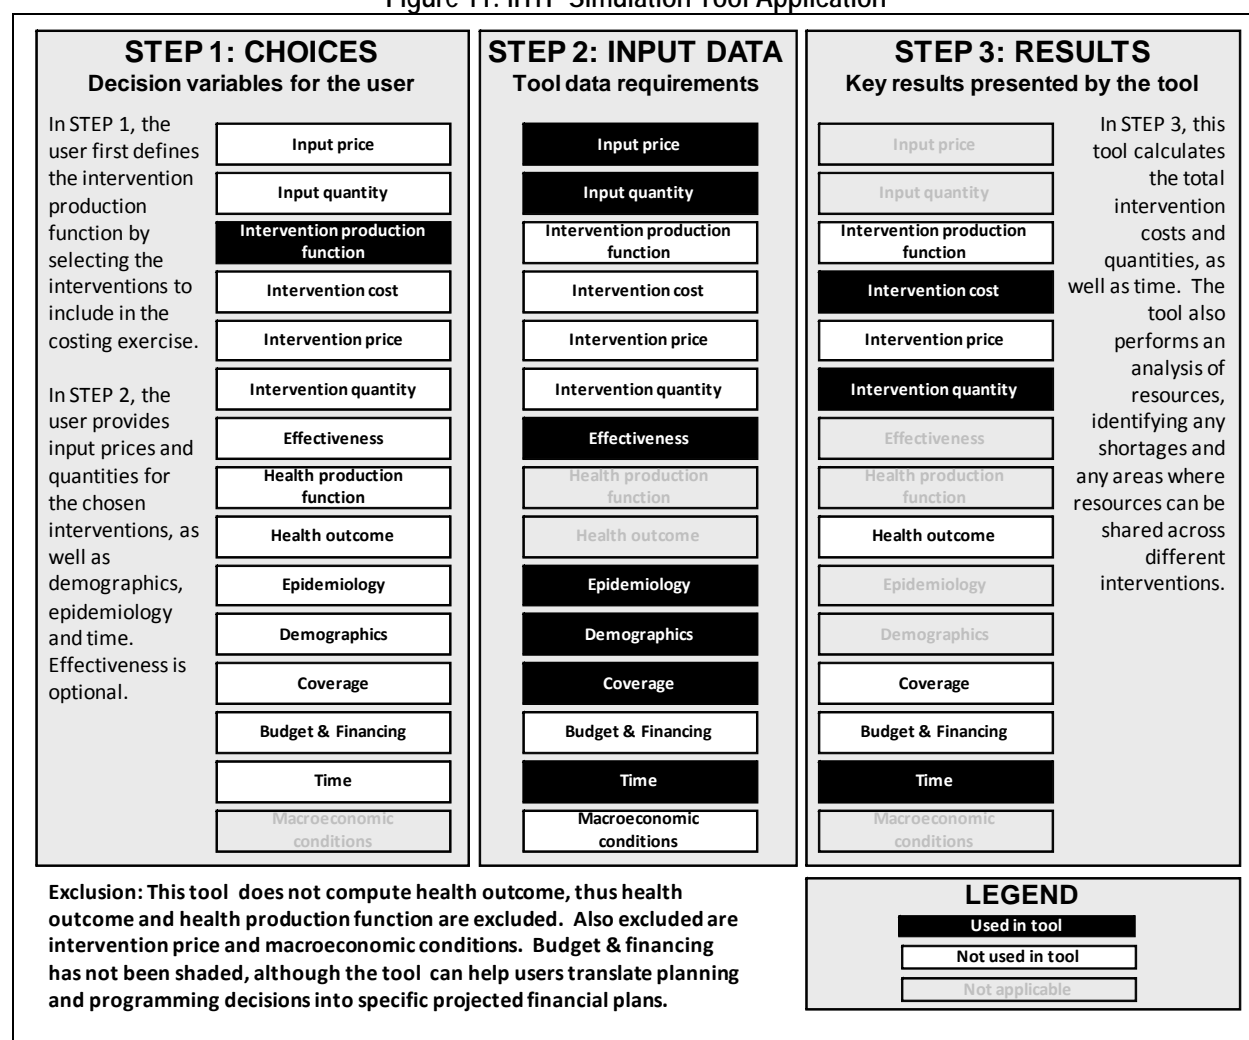 Figure 11: IHTP Simulation Tool Application
STEP 1: CHOICES
Decision variables for the user
In STEP 1, the
user first defines
the intervention
production
function by
selecting the
interventions to
include in the
costing exercise.
In STEP 2, the
user provides
input prices and
quantities for
the chosen
interventions, as
well as
demographics,
epidemiology
and time.
Effectiveness is
optional.
Input price
Input quantity
Intervention production
function
Intervention cost
Intervention price
Intervention quantity
Effectiveness
Health production
function
Health outcome
Epidemiology
Demographics
Coverage
Budget & Financing
Time
Macroeconomic
conditions
STEP 2: INPUT DATA
Tool data requirements
Input price
Input quantity
Intervention production
function
Intervention cost
Intervention price
Intervention quantity
Effectiveness
Health production
function
Health outcome
Epidemiology
Demographics
Coverage
Budget & Financing
Time
Macroeconomic
conditions
STEP 3: RESULTS
Key results presented by the tool
Input price
Input quantity
Intervention production
function
Intervention cost
Intervention price
Intervention quantity
Effectiveness
Health production
function
Health outcome
Epidemiology
Demographics
Coverage
Budget & Financing
Time
Macroeconomic
conditions
In STEP 3, this
tool calculates
the total
intervention
costs and
quantities, as
well as time. The
tool also
performs an
analysis of
resources,
identifying any
shortages and
any areas where
resources can be
shared across
different
interventions.
Exclusion: This tool does not compute health outcome, thus health
outcome and health production function are excluded. Also excluded are
intervention price and macroeconomic conditions. Budget & financing
has not been shaded, although the tool can help users translate planning
and programming decisions into specific projected financial plans.
LEGEND
Used in tool
Not used in tool
Not applicable